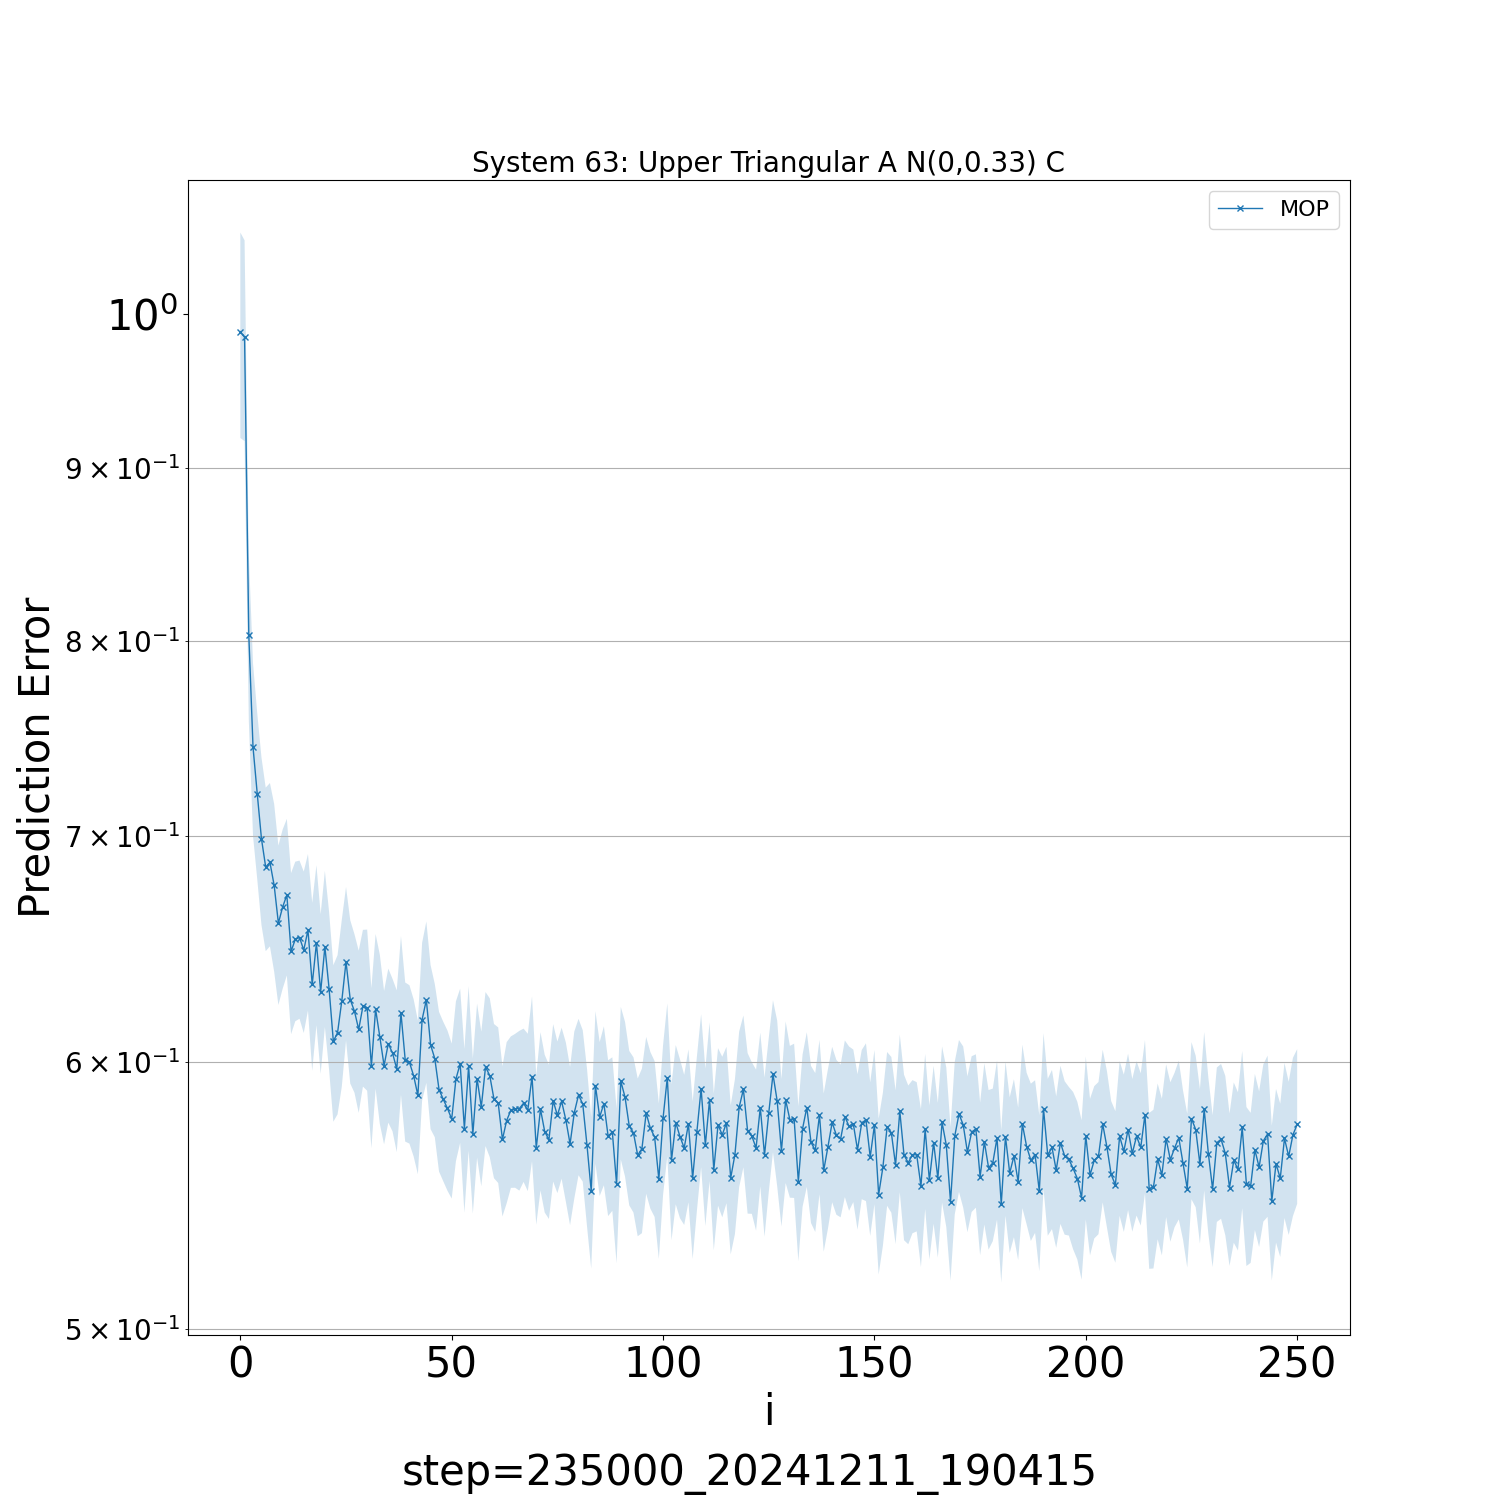 System 63: Upper Triangular A N(0,0.33) C
MOP
10⁰
9 × 10⁻¹
8 × 10⁻¹
7 × 10⁻¹
6 × 10⁻¹
5 × 10⁻¹
Prediction Error
0 50 100 150 200 250
i
step=235000_20241211_190415